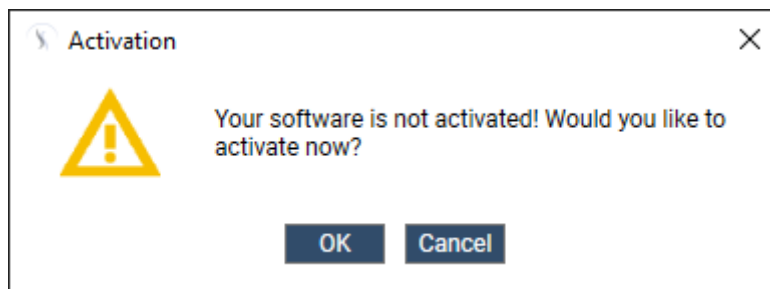 Activation
Your software is not activated! Would you like to
activate now?
OK Cancel